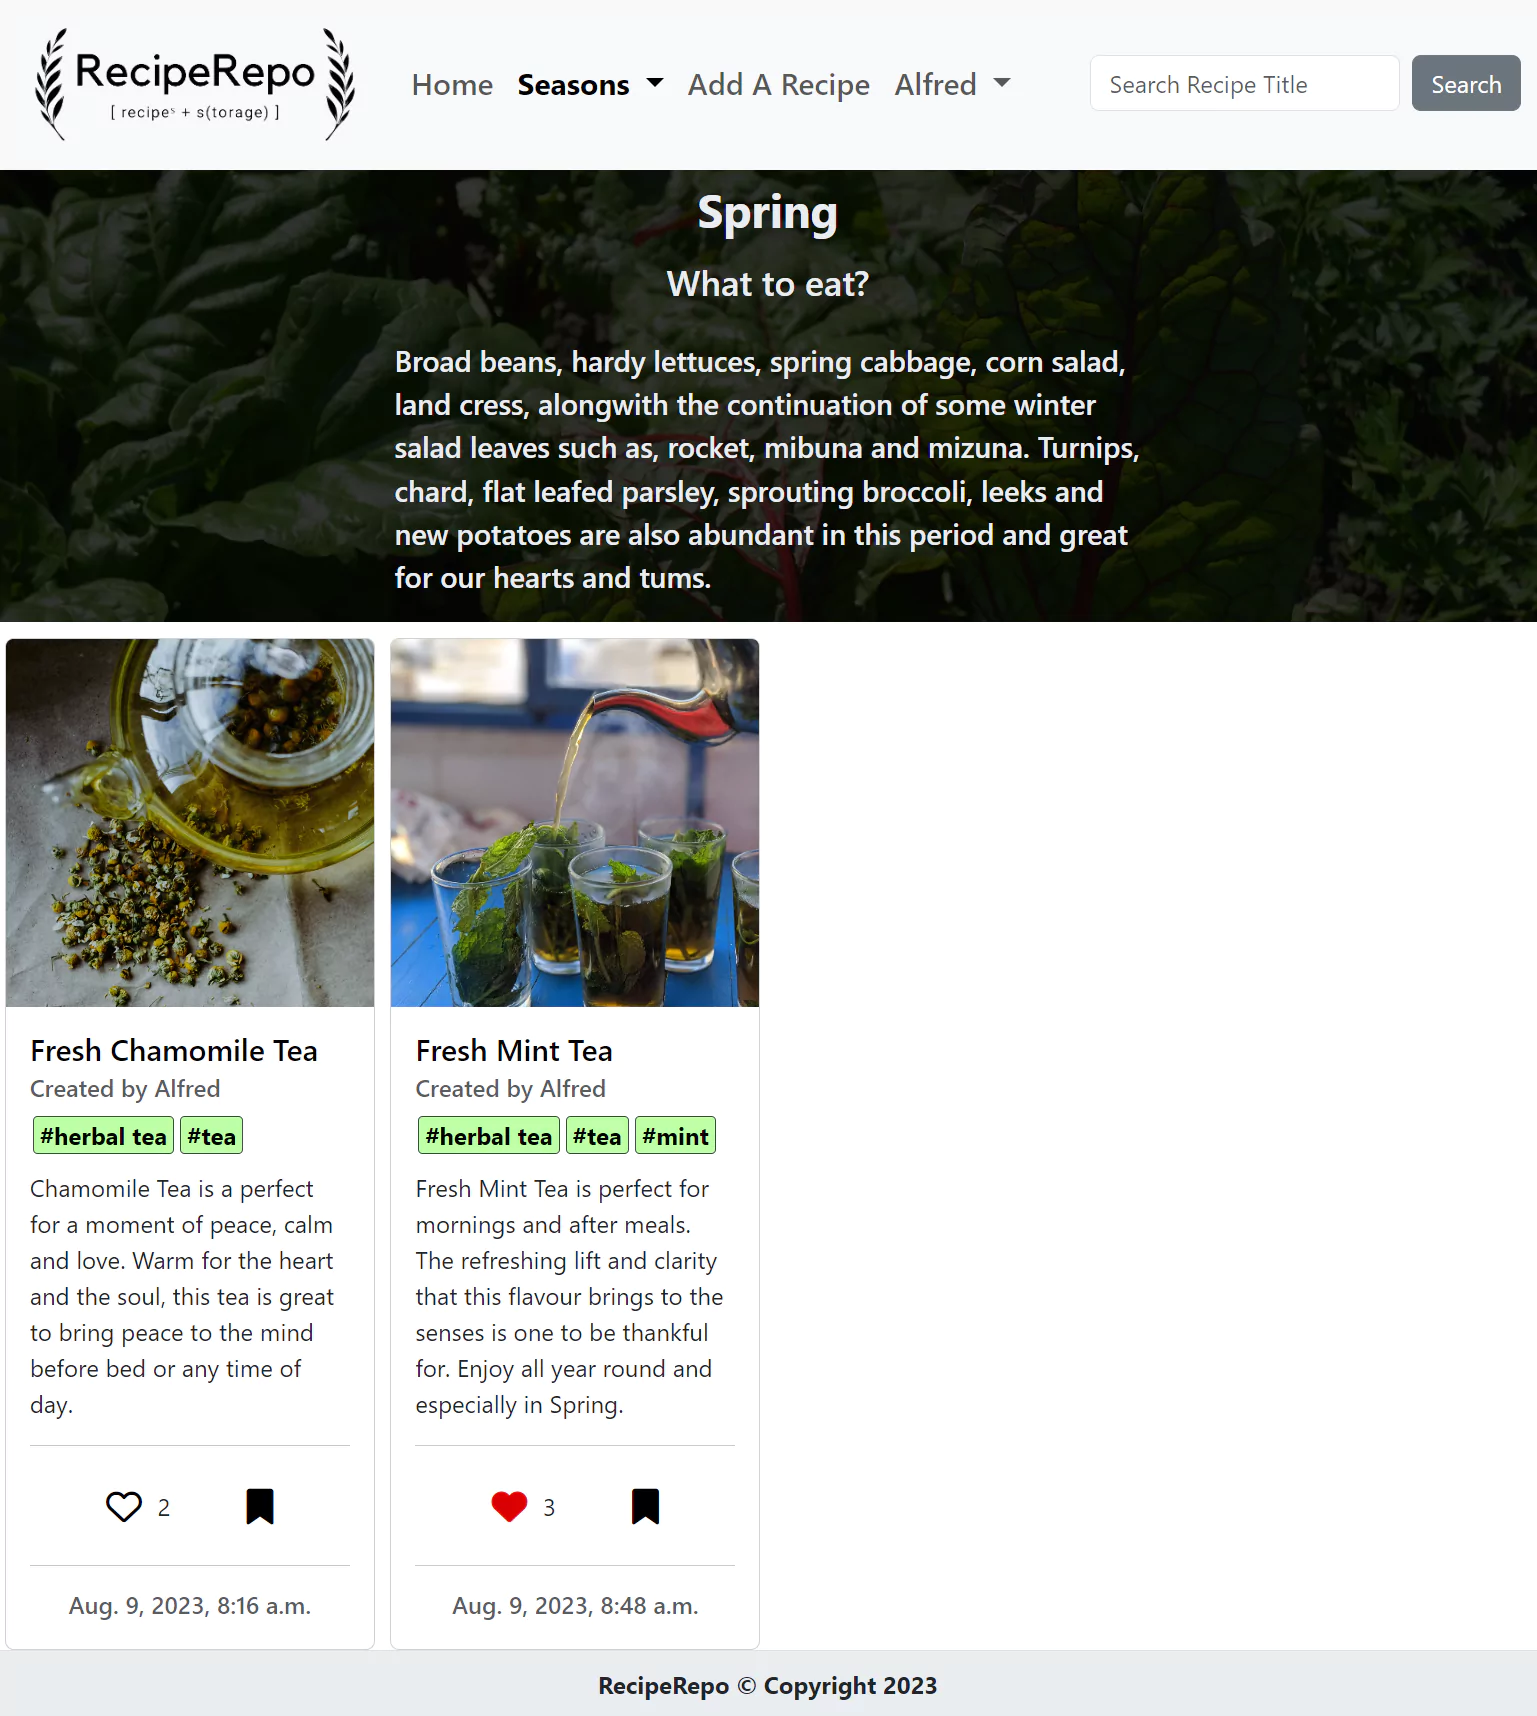 RecipeRepo
[ recipeˢ + s(torage) ]
Home Seasons Add A Recipe Alfred Search Recipe Title Search
Spring
What to eat?
Broad beans, hardy lettuces, spring cabbage, corn salad,
land cress, alongwith the continuation of some winter
salad leaves such as, rocket, mibuna and mizuna. Turnips,
chard, flat leafed parsley, sprouting broccoli, leeks and
new potatoes are also abundant in this period and great
for our hearts and tums.
Fresh Chamomile Tea
Created by Alfred
#herbal tea #tea
Chamomile Tea is a perfect
for a moment of peace, calm
and love. Warm for the heart
and the soul, this tea is great
to bring peace to the mind
before bed or any time of
day.
2
Aug. 9, 2023, 8:16 a.m.
Fresh Mint Tea
Created by Alfred
#herbal tea #tea #mint
Fresh Mint Tea is perfect for
mornings and after meals.
The refreshing lift and clarity
that this flavour brings to the
senses is one to be thankful
for. Enjoy all year round and
especially in Spring.
3
Aug. 9, 2023, 8:48 a.m.
RecipeRepo © Copyright 2023